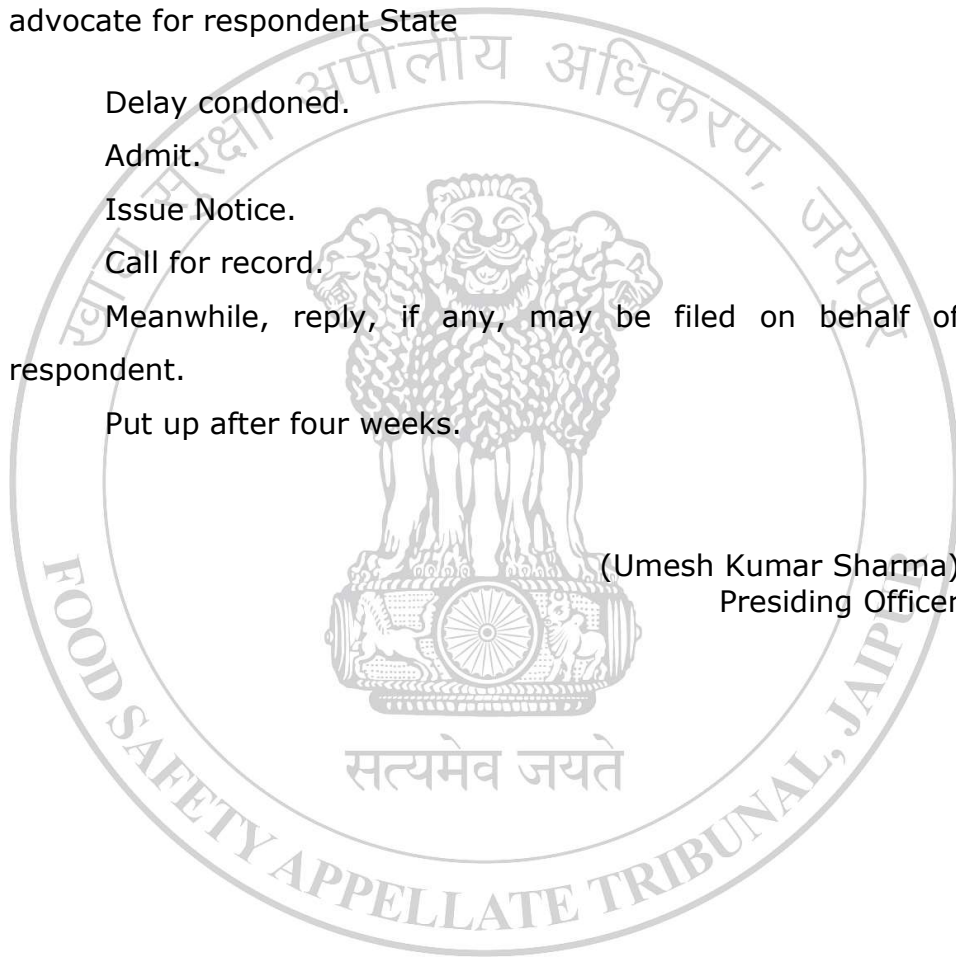 advocate for respondent State
Delay condoned.
Admit.
Issue Notice.
Call for record.
Meanwhile, reply, if any, may be filed on behalf of
respondent.
Put up after four weeks.
(Umesh Kumar Sharma)
Presiding Officer
खाद्य सुरक्षा अपीलीय अधिकरण, जयपुर
सत्यमेव जयते
FOOD SAFETY APPELLATE TRIBUNAL, JAIPUR